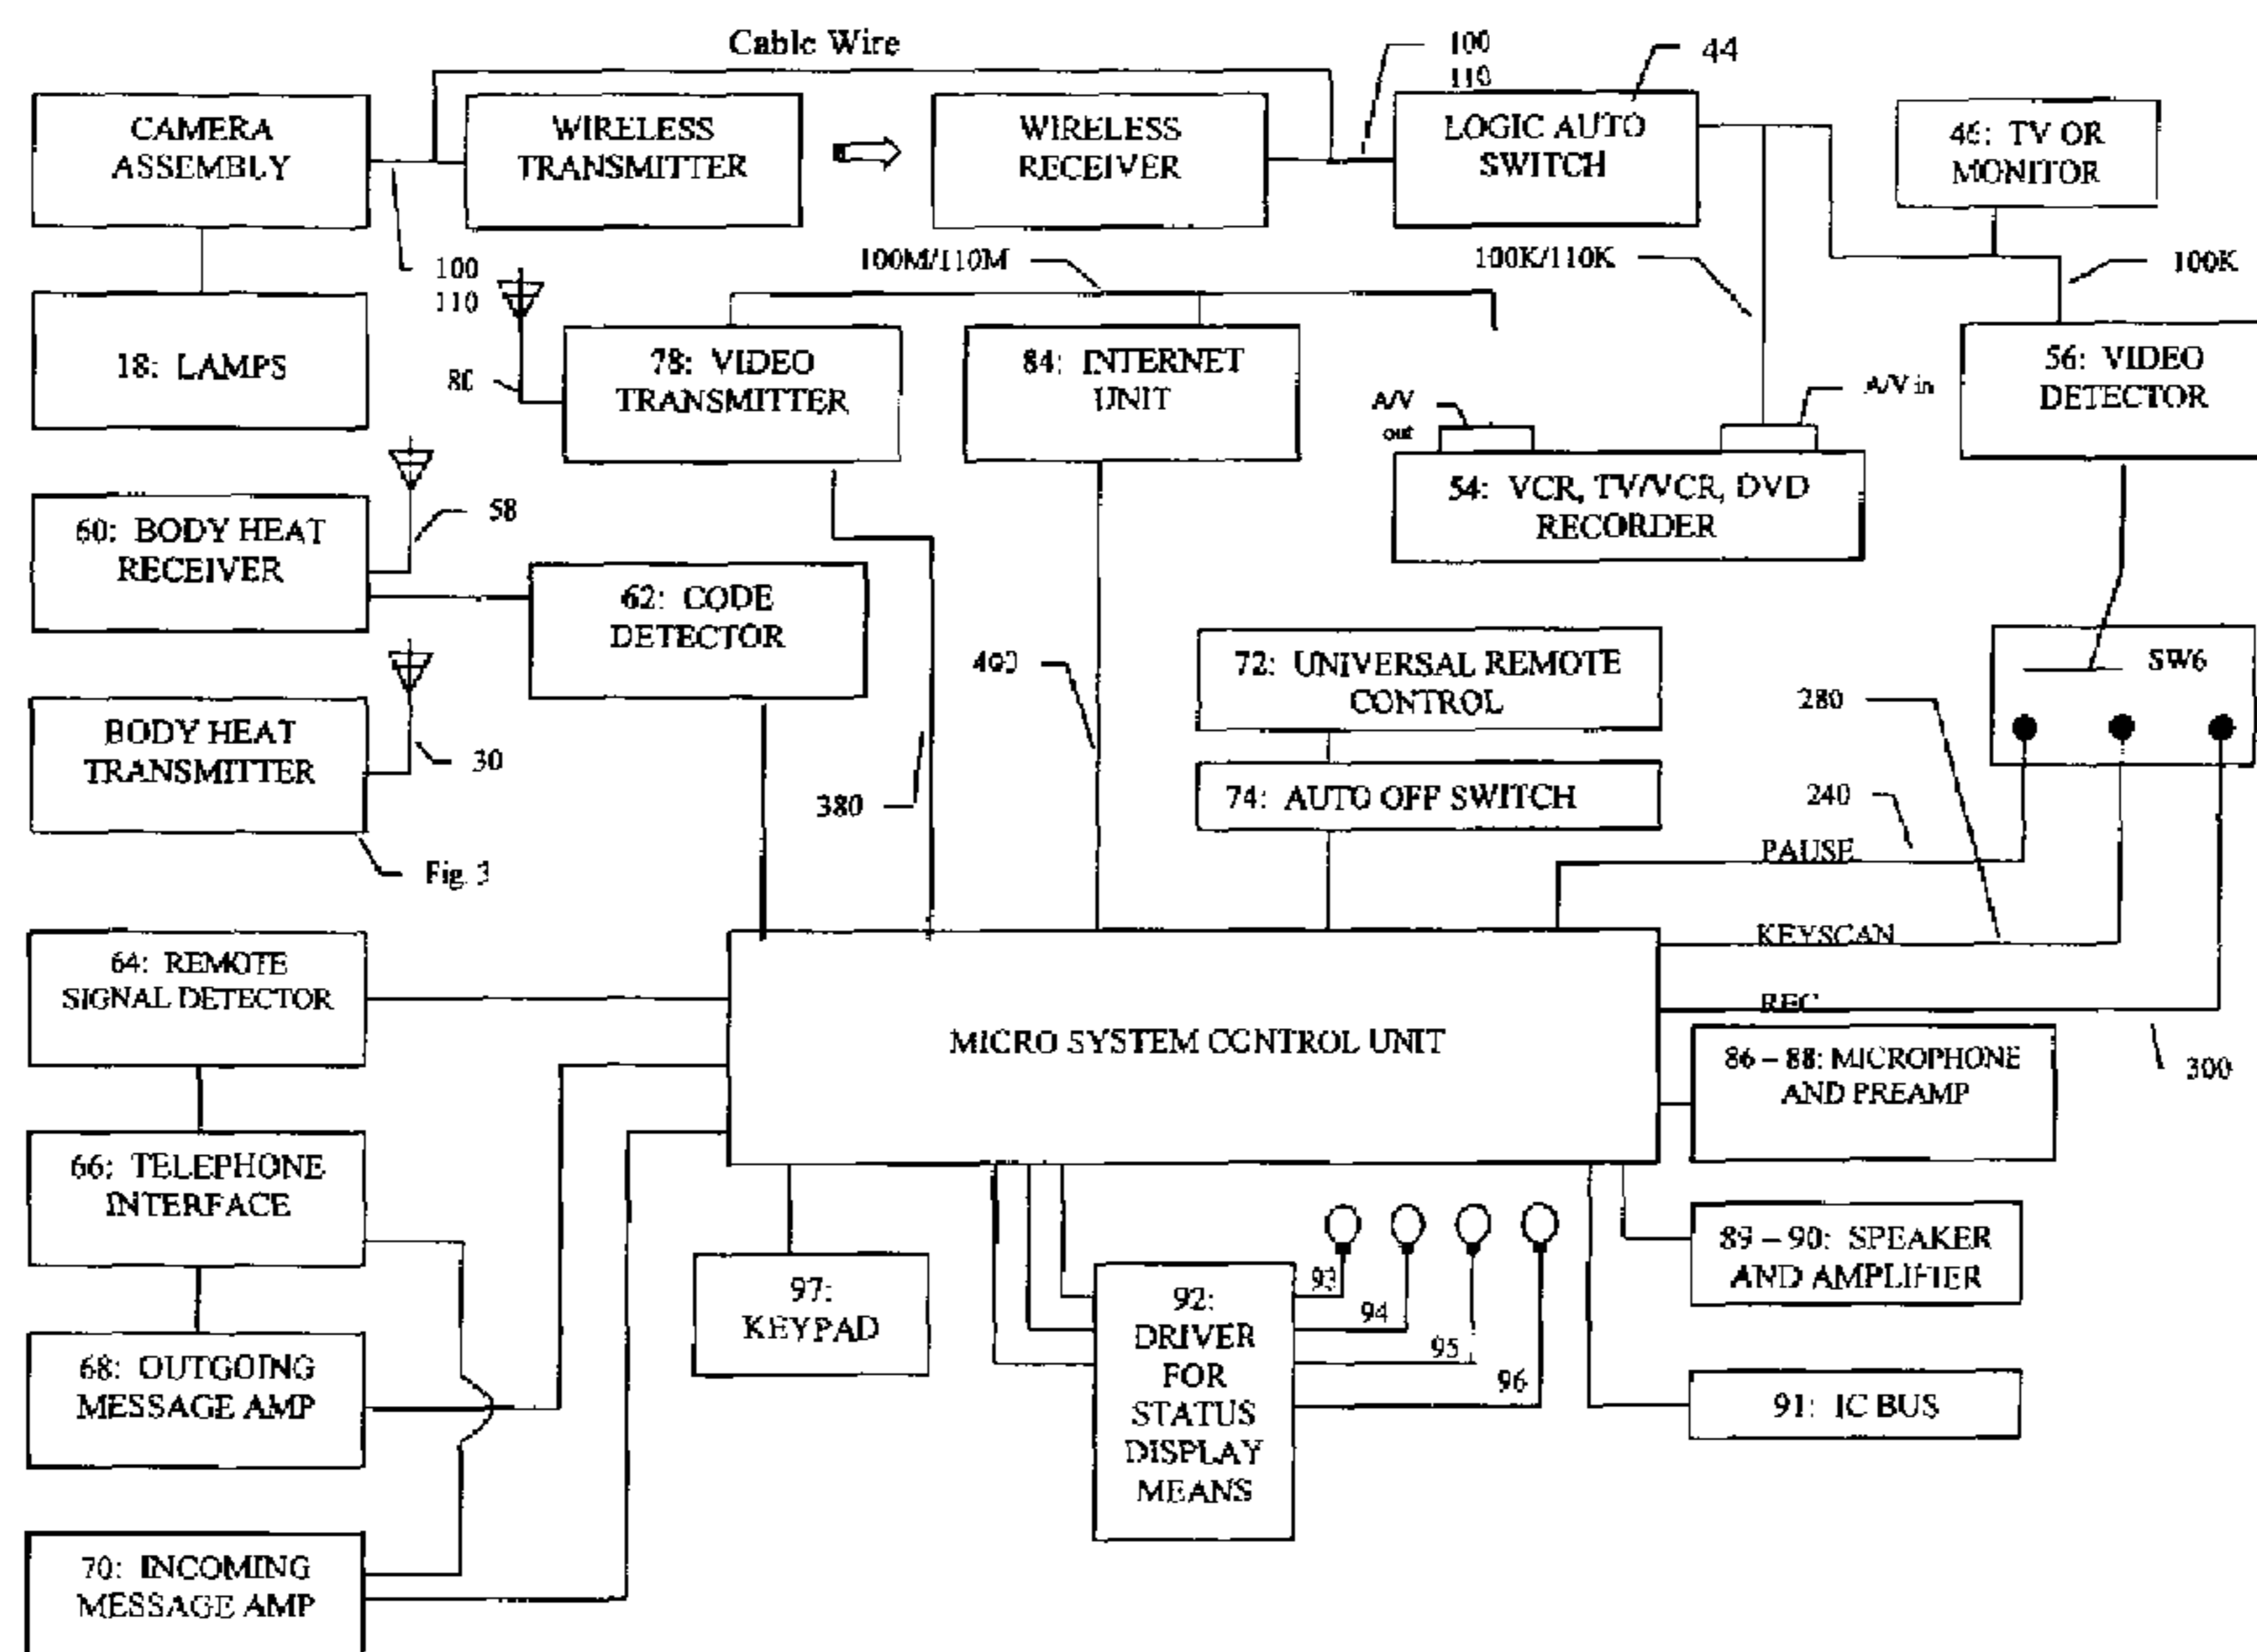 Cable Wire
100
110
44
CAMERA
ASSEMBLY
WIRELESS
TRANSMITTER
WIRELESS
RECEIVER
LOGIC AUTO
SWITCH
46: TV OR
MONITOR
100
110
100M/110M
100K/110K
100K
18: LAMPS
80
78: VIDEO
TRANSMITTER
84: INTERNET
UNIT
A/V
out
A/V in
56: VIDEO
DETECTOR
54: VCR, TV/VCR, DVD
RECORDER
60: BODY HEAT
RECEIVER
58
62: CODE
DETECTOR
400
72: UNIVERSAL REMOTE
CONTROL
SW6
280
BODY HEAT
TRANSMITTER
30
380
74: AUTO OFF SWITCH
240
Fig. 3
PAUSE
KEYSCAN
REC
64: REMOTE
SIGNAL DETECTOR
MICRO SYSTEM CONTROL UNIT
86 – 88: MICROPHONE
AND PREAMP
300
66: TELEPHONE
INTERFACE
97:
KEYPAD
92:
DRIVER
FOR
STATUS
DISPLAY
MEANS
93
94
95
96
89 – 90: SPEAKER
AND AMPLIFIER
68: OUTGOING
MESSAGE AMP
91: IC BUS
70: INCOMING
MESSAGE AMP